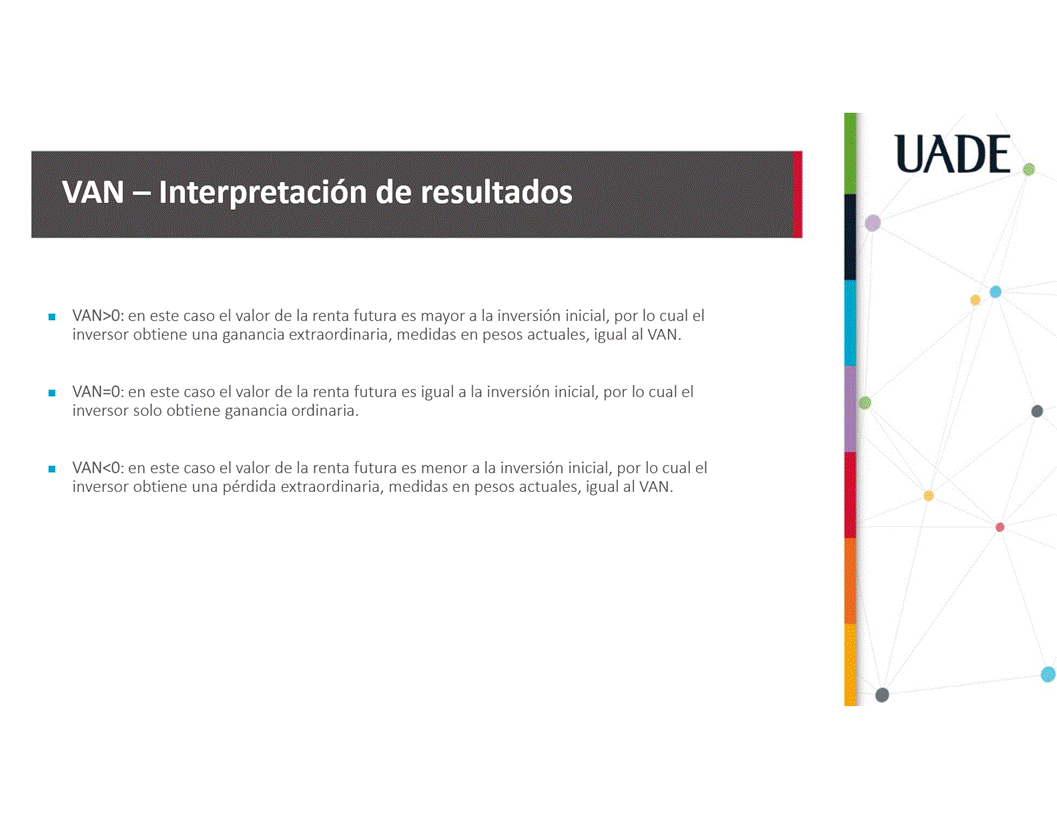 UADE
VAN – Interpretación de resultados
VAN>0: en este caso el valor de la renta futura es mayor a la inversión inicial, por lo cual el
inversor obtiene una ganancia extraordinaria, medidas en pesos actuales, igual al VAN.
VAN=0: en este caso el valor de la renta futura es igual a la inversión inicial, por lo cual el
inversor solo obtiene ganancia ordinaria.
VAN<0: en este caso el valor de la renta futura es menor a la inversión inicial, por lo cual el
inversor obtiene una pérdida extraordinaria, medidas en pesos actuales, igual al VAN.